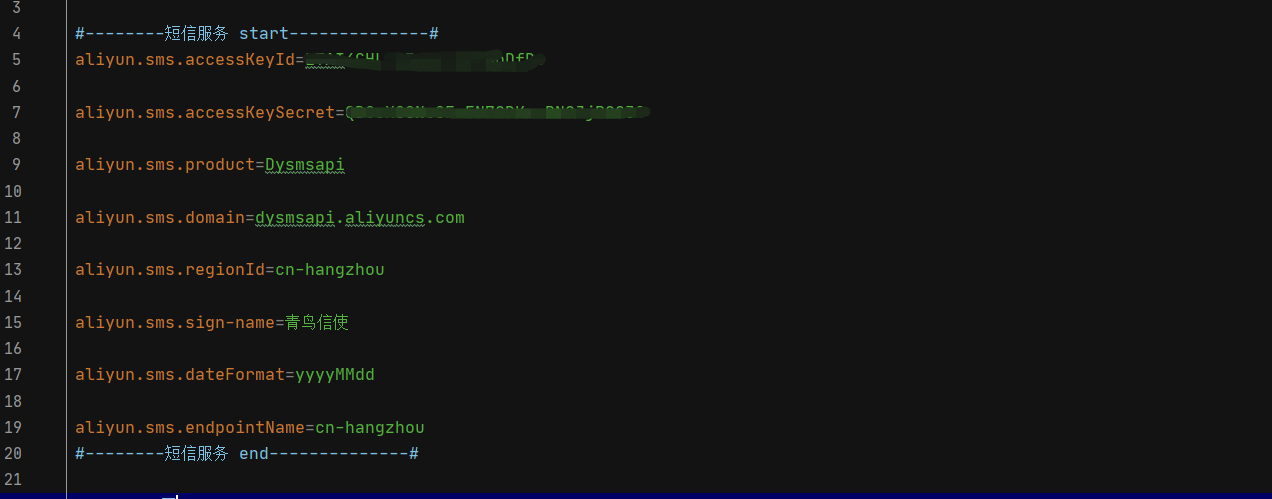 3
4 #--------短信服务 start--------------#
5 aliyun.sms.accessKeyId=
6
7 aliyun.sms.accessKeySecret=
8
9 aliyun.sms.product=Dysmsapi
10
11 aliyun.sms.domain=dysmsapi.aliyuncs.com
12
13 aliyun.sms.regionId=cn-hangzhou
14
15 aliyun.sms.sign-name=青鸟信使
16
17 aliyun.sms.dateFormat=yyyyMMdd
18
19 aliyun.sms.endpointName=cn-hangzhou
20 #--------短信服务 end--------------#
21